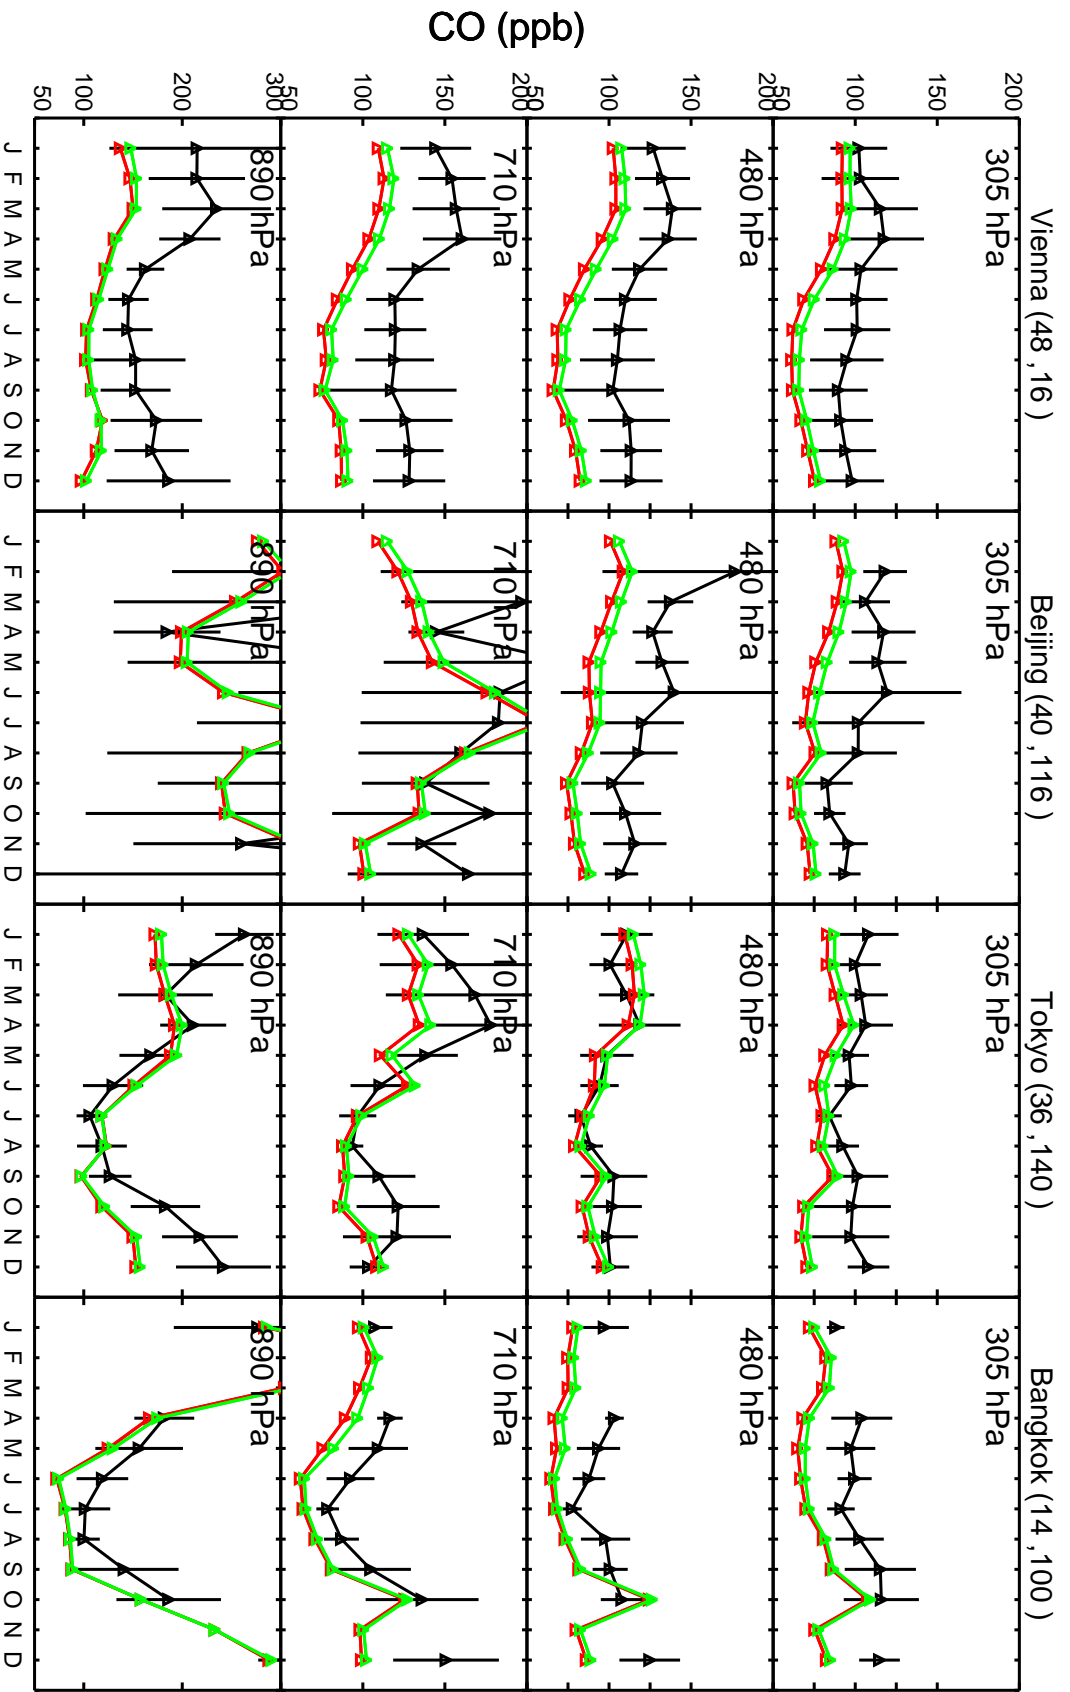 CO (ppb)
Vienna (48 ,16 )
Beijing (40 ,116 )
Tokyo (36 ,140 )
Bangkok (14 ,100 )
200
150
100
50
305 hPa
305 hPa
305 hPa
305 hPa
200
150
100
50
480 hPa
480 hPa
480 hPa
480 hPa
200
150
100
50
710 hPa
710 hPa
710 hPa
710 hPa
300
200
100
50
890 hPa
890 hPa
890 hPa
890 hPa
J F M A M J J A S O N D
J F M A M J J A S O N D
J F M A M J J A S O N D
J F M A M J J A S O N D